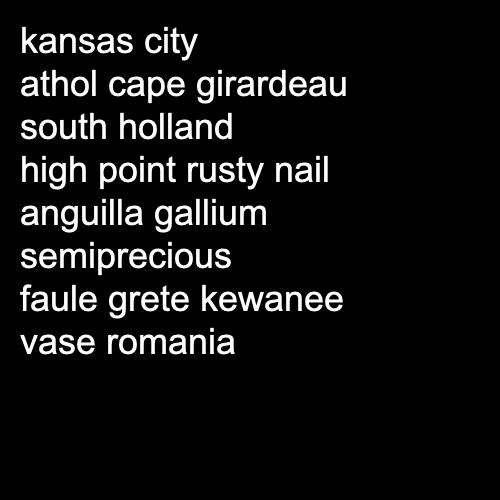 kansas city
athol cape girardeau
south holland
high point rusty nail
anguilla gallium
semiprecious
faule grete kewanee
vase romania